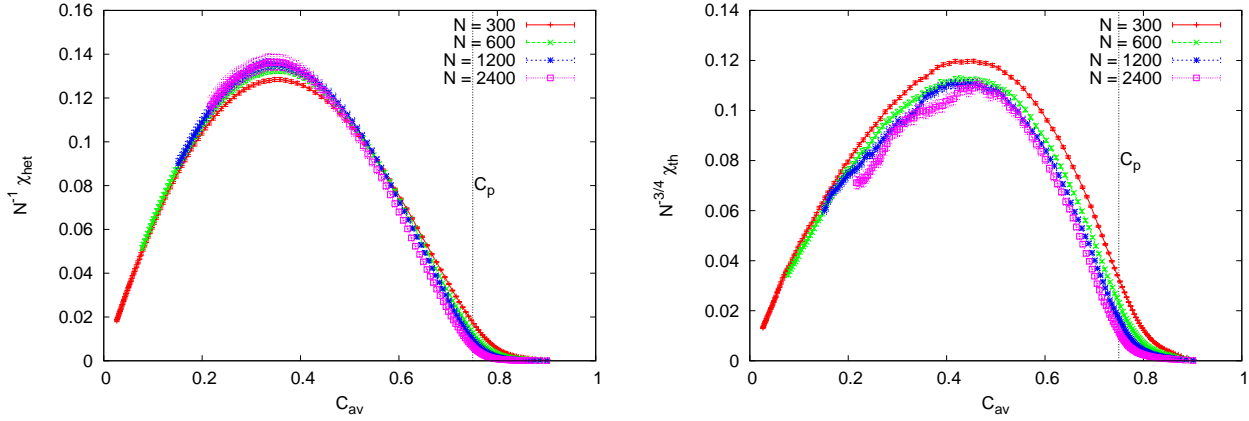 0.16
0.14
0.12
0.1
0.08
0.06
0.04
0.02
0
N⁻¹ χhet
0
0.2
0.4
0.6
0.8
1
Cav
N = 300
N = 600
N = 1200
N = 2400
Cp
0.14
0.12
0.1
0.08
0.06
0.04
0.02
0
N⁻³/⁴ χth
0
0.2
0.4
0.6
0.8
1
Cav
N = 300
N = 600
N = 1200
N = 2400
Cp